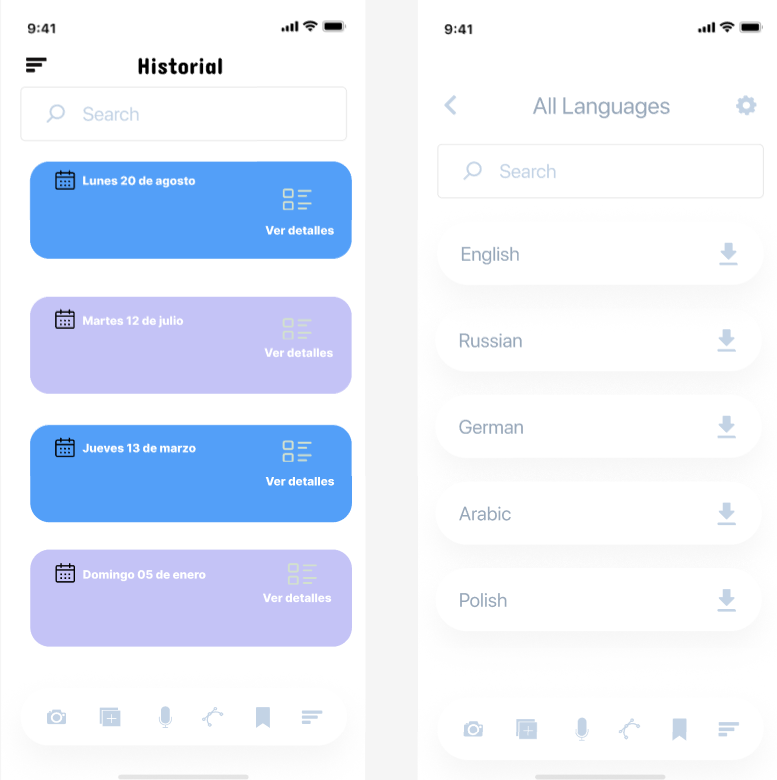 9:41
Historial
Search
Lunes 20 de agosto
Ver detalles
Martes 12 de julio
Ver detalles
Jueves 13 de marzo
Ver detalles
Domingo 05 de enero
Ver detalles
9:41
All Languages
Search
English
Russian
German
Arabic
Polish